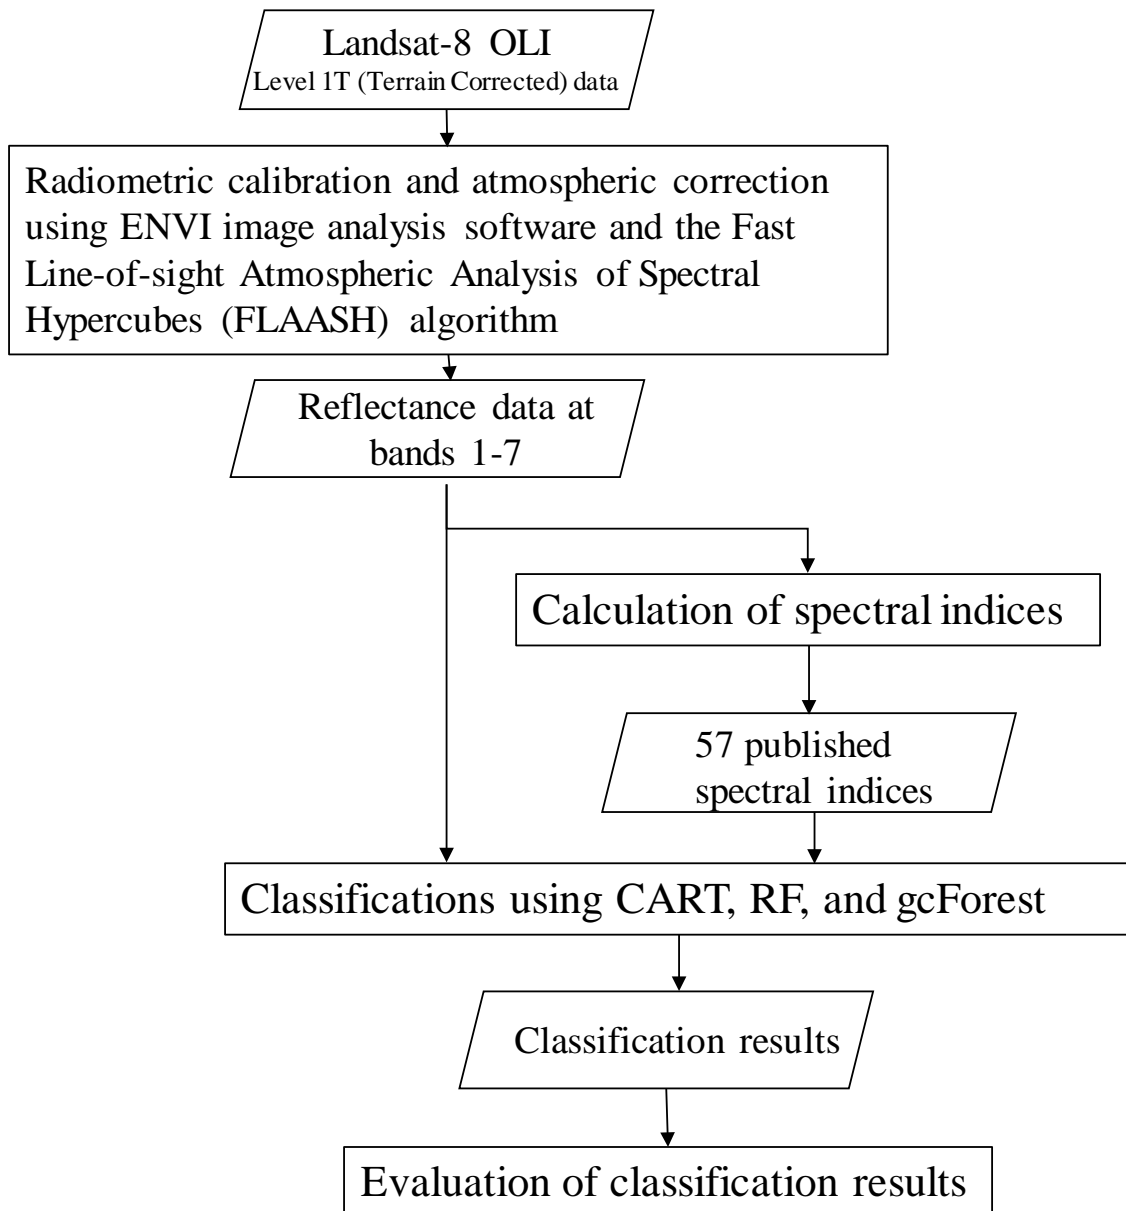 Landsat-8 OLI
Level 1T (Terrain Corrected) data
Radiometric calibration and atmospheric correction
using ENVI image analysis software and the Fast
Line-of-sight Atmospheric Analysis of Spectral
Hypercubes (FLAASH) algorithm
Reflectance data at
bands 1-7
Calculation of spectral indices
57 published
spectral indices
Classifications using CART, RF, and gcForest
Classification results
Evaluation of classification results